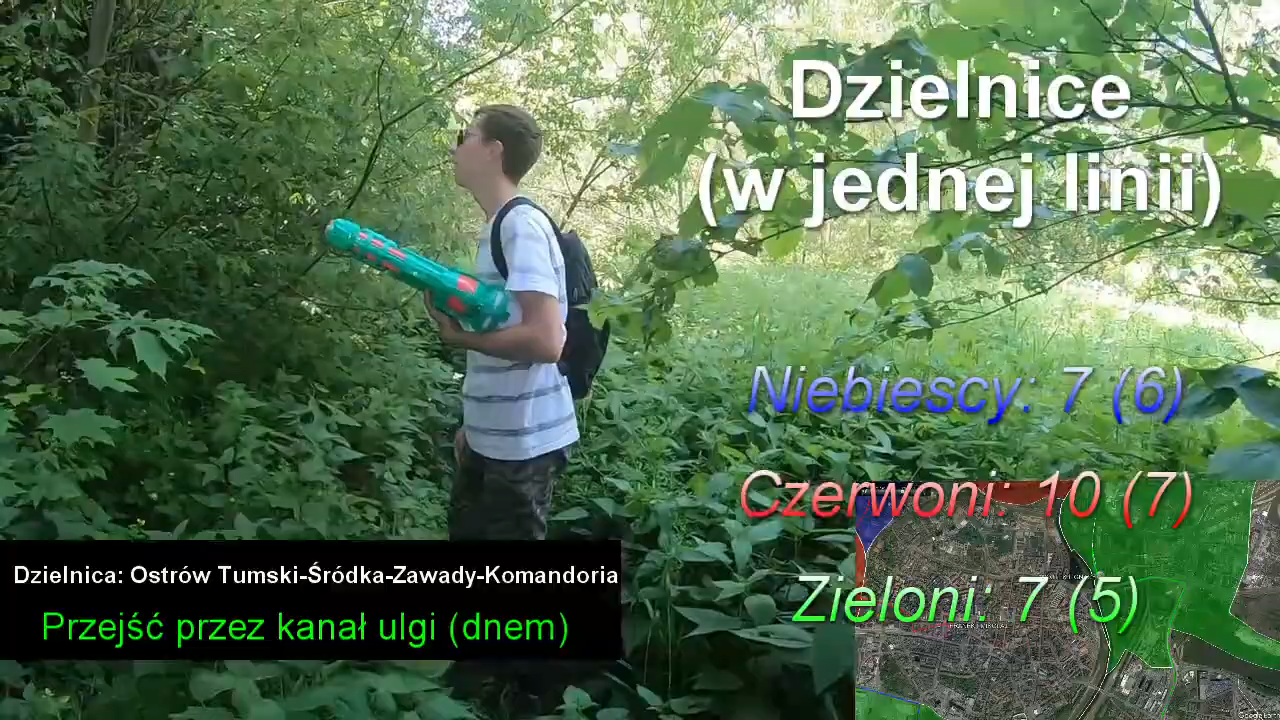 Dzielnice
(w jednej linii)
Niebiescy: 7 (6)
Czerwoni: 10 (7)
Zieloni: 7 (5)
Dzielnica: Ostrów Tumski-Śródka-Zawady-Komandoria
Przejść przez kanał ulgi (dnem)